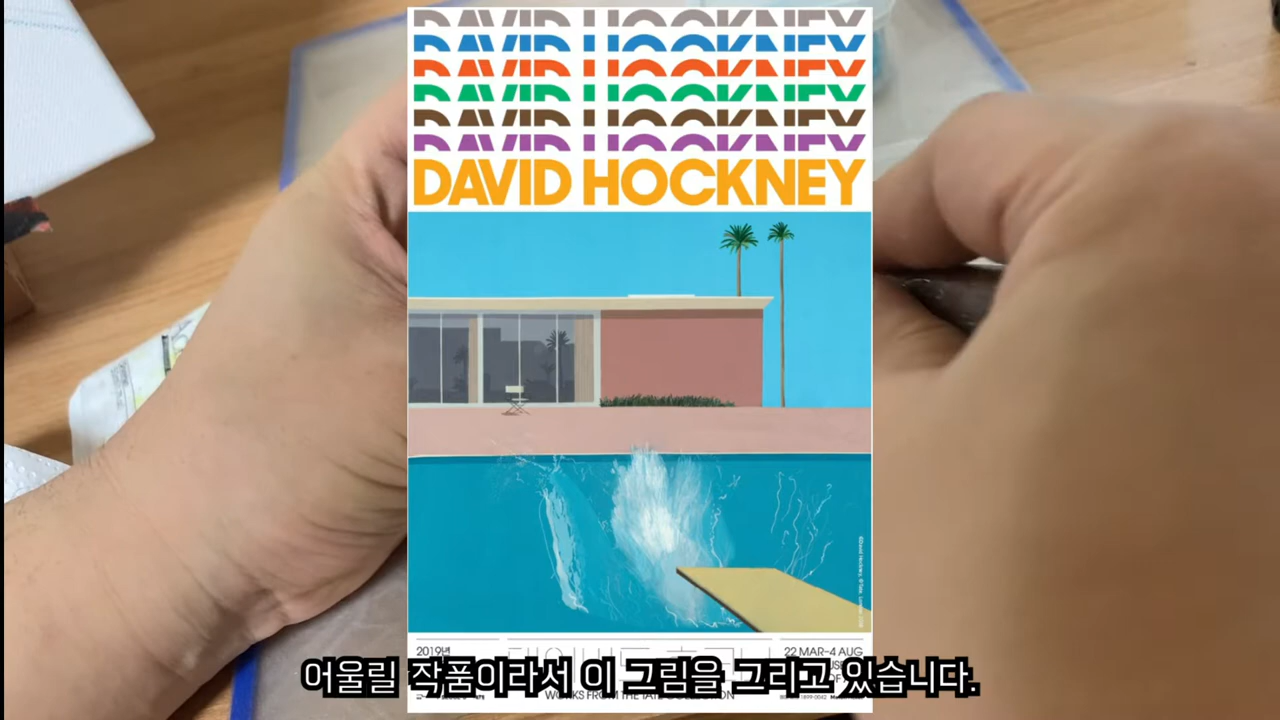 DAVID HOCKNEY
DAVID HOCKNEY
DAVID HOCKNEY
DAVID HOCKNEY
DAVID HOCKNEY
DAVID HOCKNEY
DAVID HOCKNEY
2019년
22 MAR–4 AUG
어울릴 작품이라서 이 그림을 그리고 있습니다.
WORKS FROM THE TATE COLLECTION